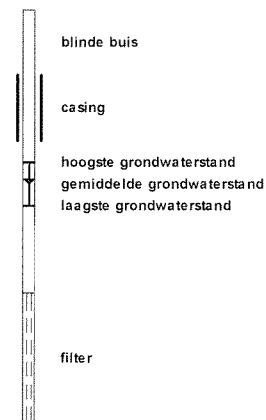 blinde buis
casing
hoogste grondwaterstand
gemiddelde grondwaterstand
laagste grondwaterstand
filter